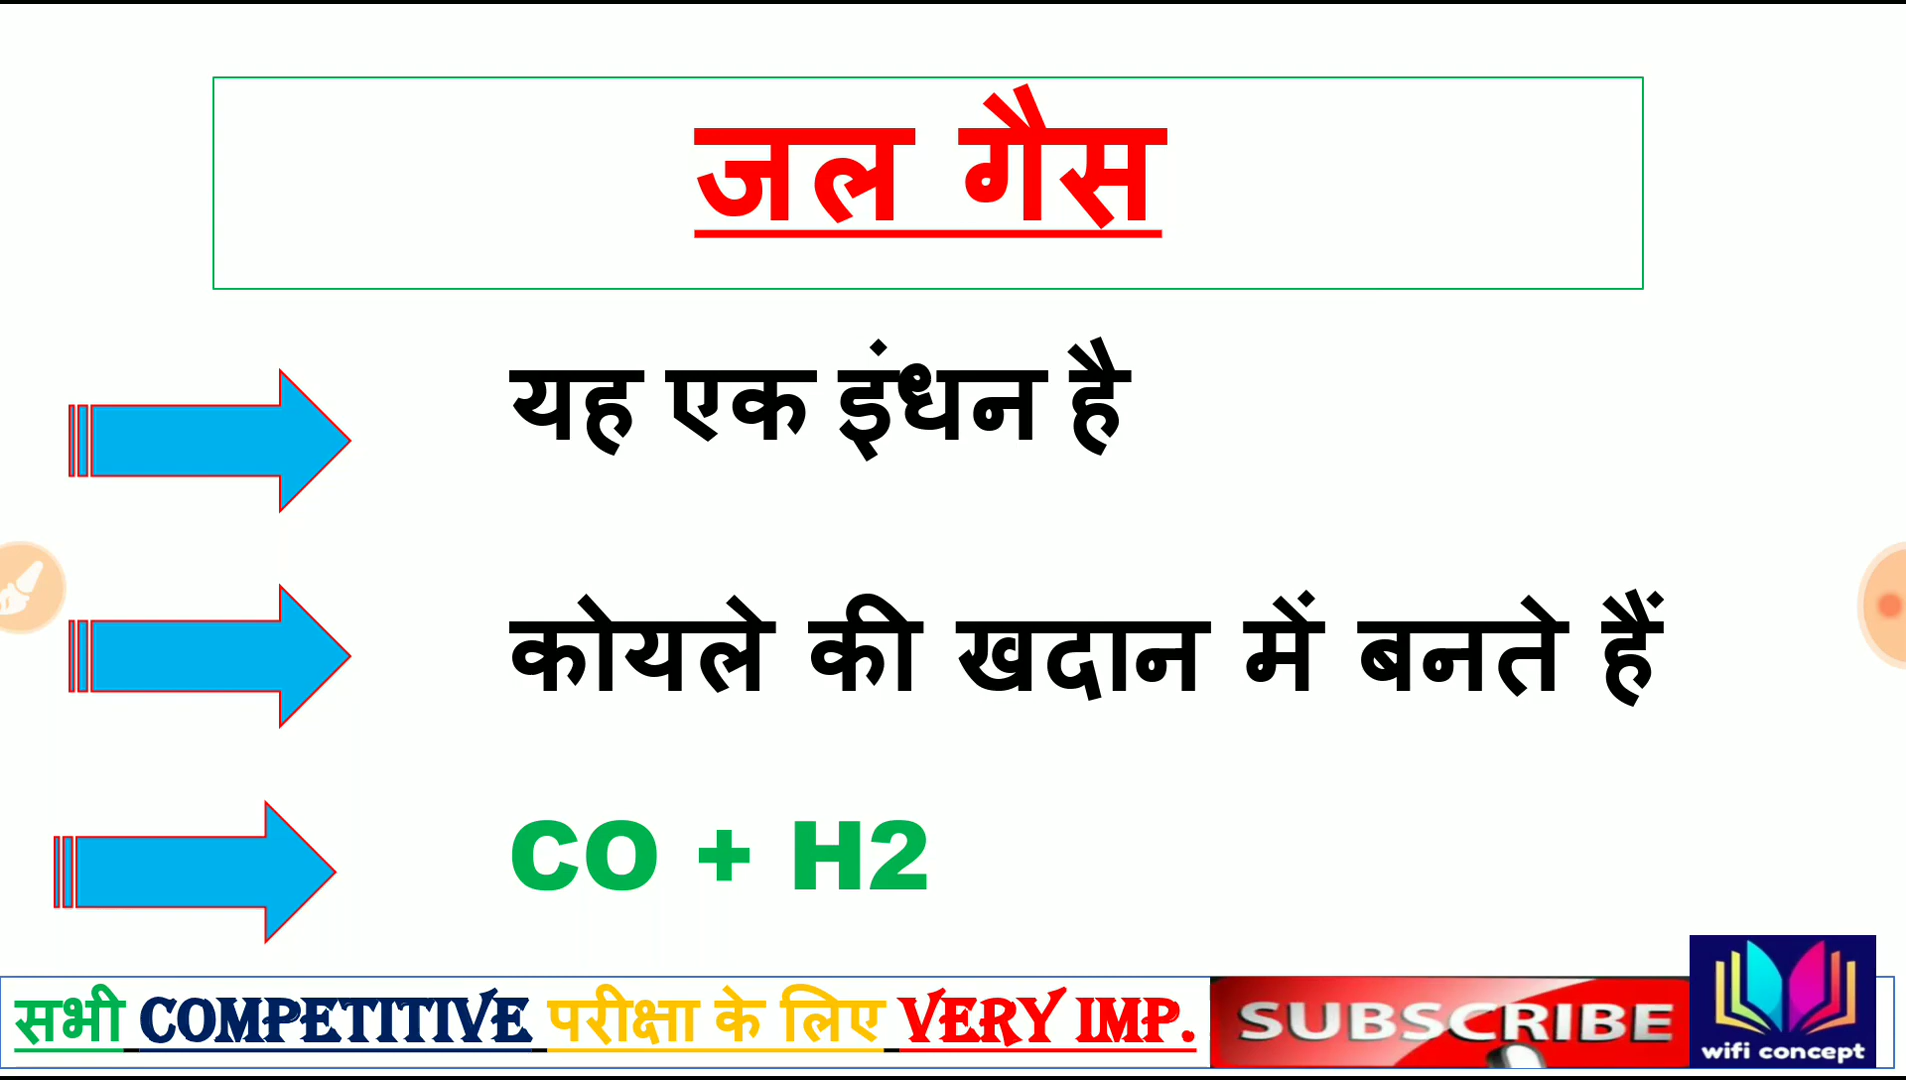 जल गैस
यह एक इंधन है
कोयले की खदान में बनते हैं
CO + H2
सभी COMPETITIVE परीक्षा के लिए VERY IMP.
SUBSCRIBE
wifi concept